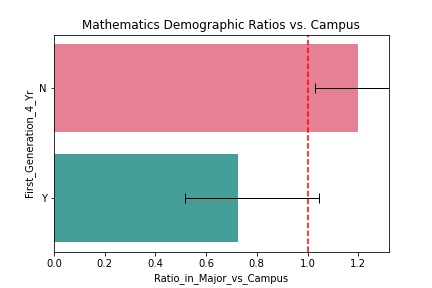 Mathematics Demographic Ratios vs. Campus
First_Generation_4_Yr
N
Y
0.0 0.2 0.4 0.6 0.8 1.0 1.2
Ratio_in_Major_vs_Campus